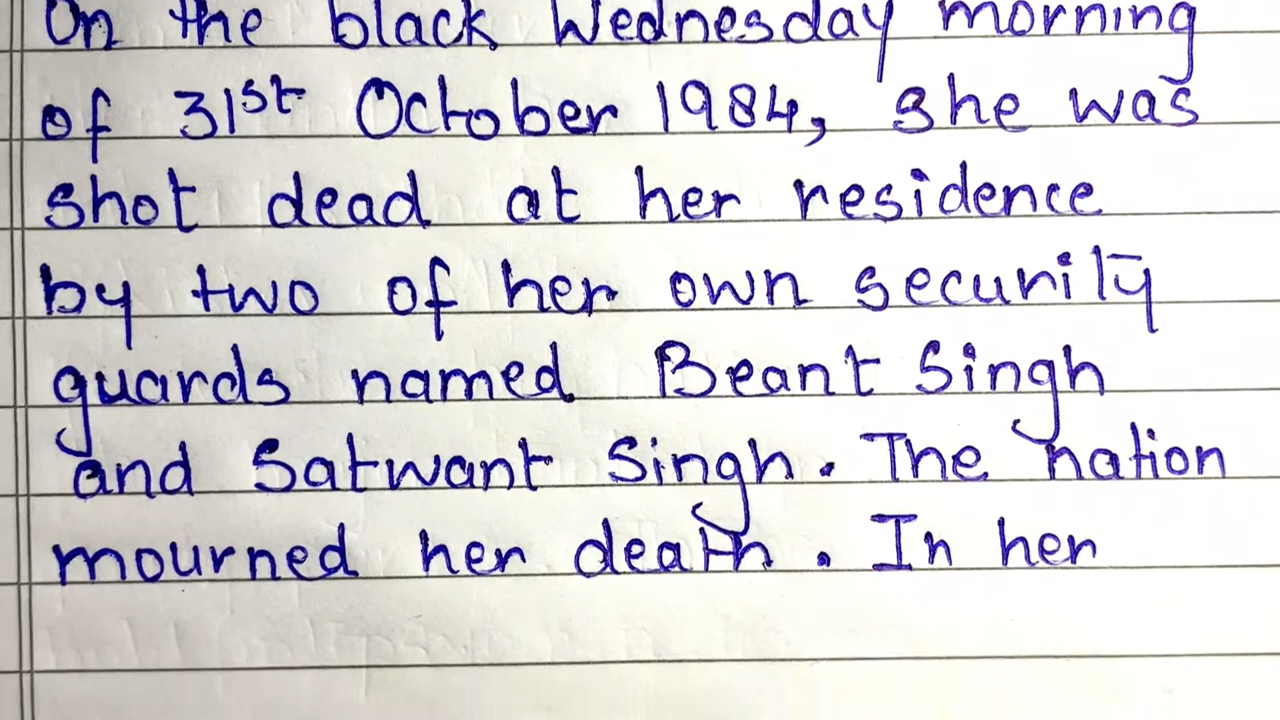 On the black Wednesday morning
of 31st October 1984, she was
shot dead at her residence
by two of her own security
guards named Beant Singh
and Satwant Singh. The nation
mourned her death. In her